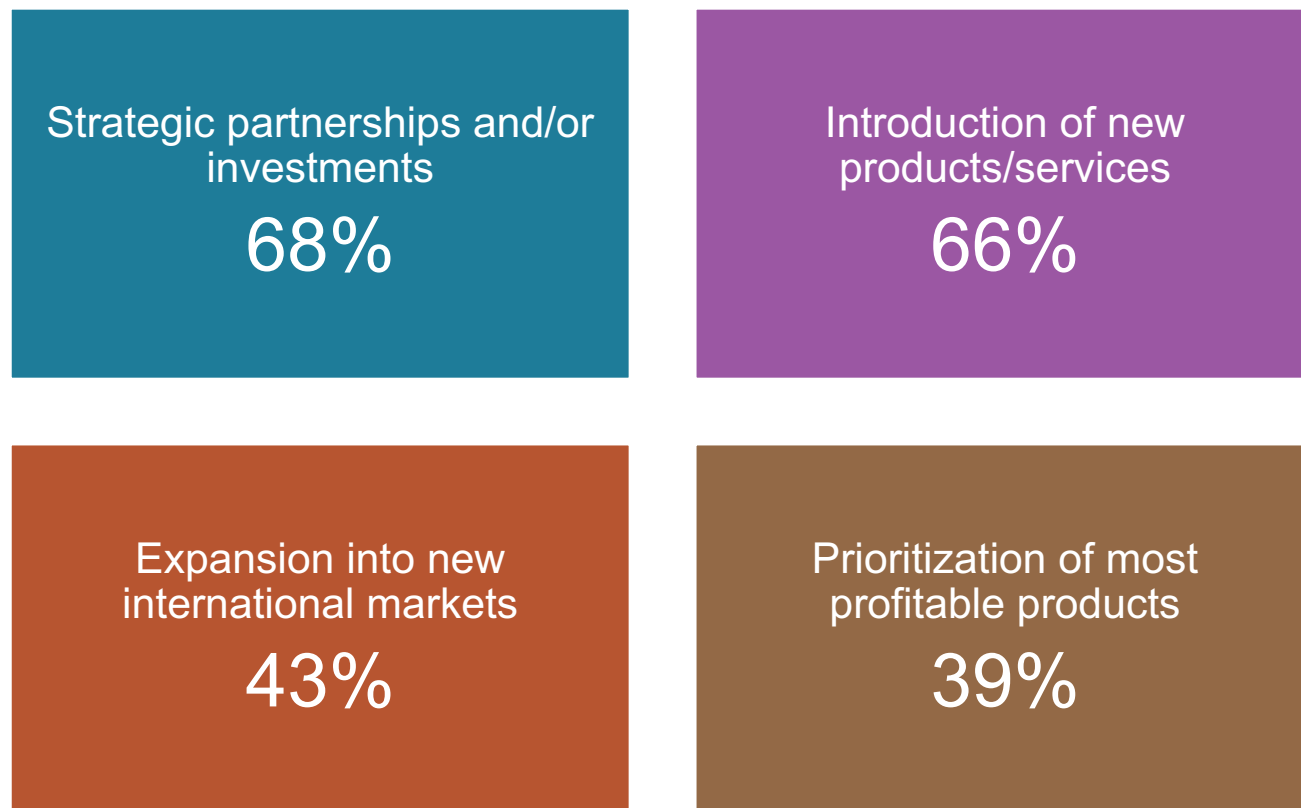 Strategic partnerships and/or
investments
68%
Introduction of new
products/services
66%
Expansion into new
international markets
43%
Prioritization of most
profitable products
39%